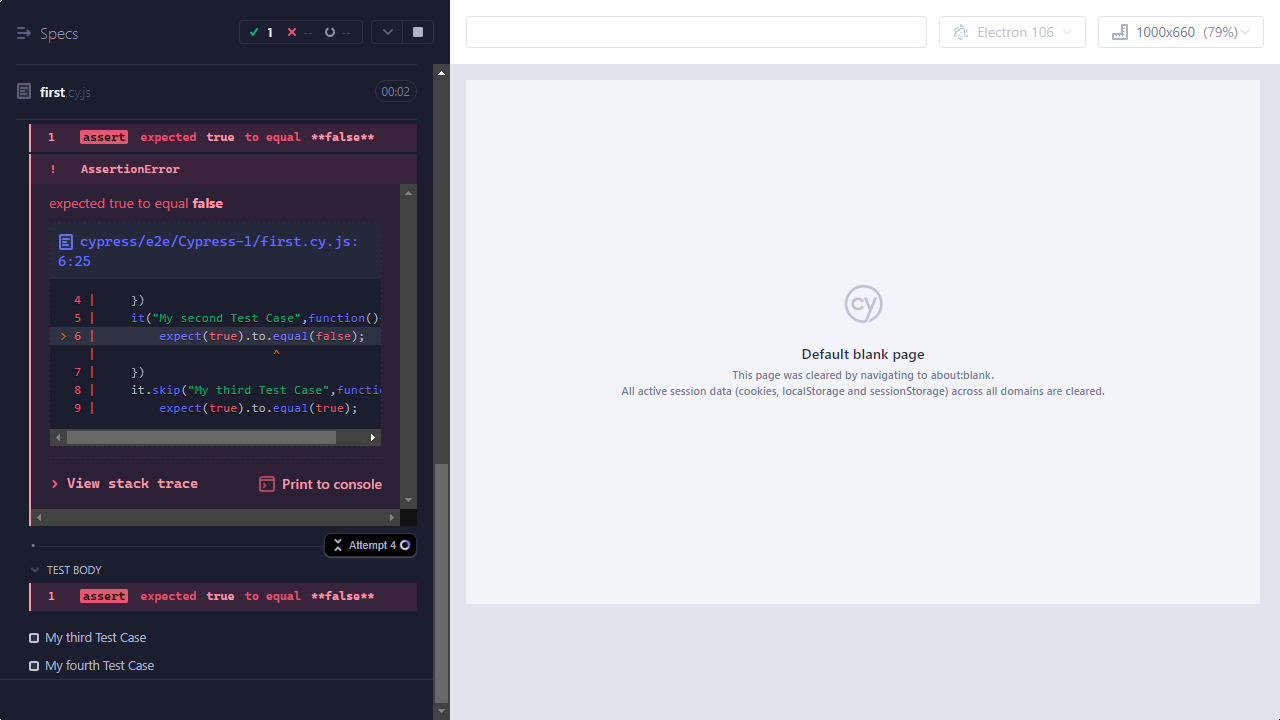 Specs
1 -- --
Electron 106
1000x660 (79%)
first.cy.js
00:02
1 assert expected true to equal **false**
! AssertionError
expected true to equal false
cypress/e2e/Cypress-1/first.cy.js:
6:25
4 | })
5 | it("My second Test Case",function()
> 6 | expect(true).to.equal(false);
| ^
7 | })
8 | it.skip("My third Test Case",functi
9 | expect(true).to.equal(true);
> View stack trace
Print to console
Attempt 4
TEST BODY
1 assert expected true to equal **false**
My third Test Case
My fourth Test Case
cy
Default blank page
This page was cleared by navigating to about:blank.
All active session data (cookies, localStorage and sessionStorage) across all domains are cleared.